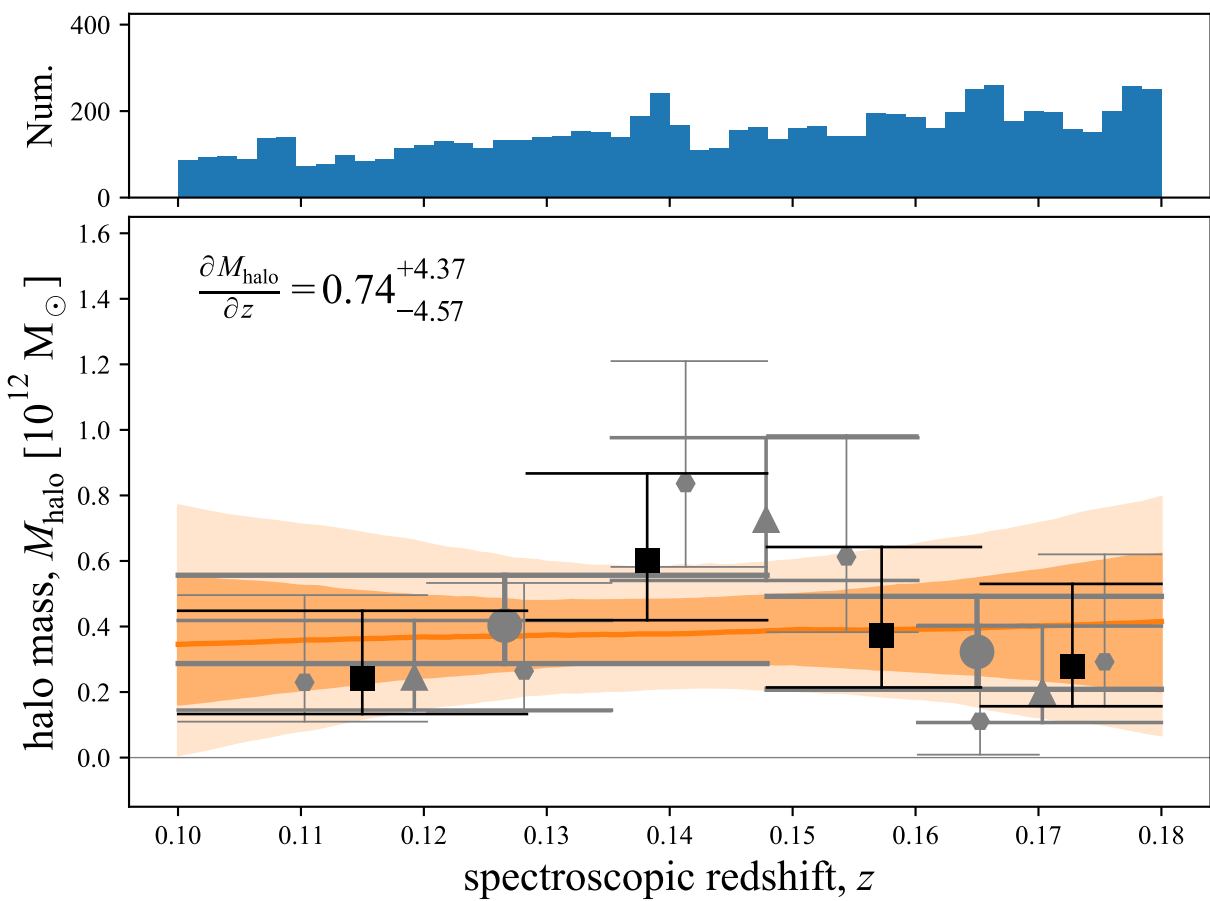 400
200
0
Num.
1.6
1.4
1.2
1.0
0.8
0.6
0.4
0.2
0.0
halo mass, M_halo [10^12 M_⊙]
∂M_halo/∂z = 0.74 +4.37 −4.57
0.10 0.11 0.12 0.13 0.14 0.15 0.16 0.17 0.18
spectroscopic redshift, z